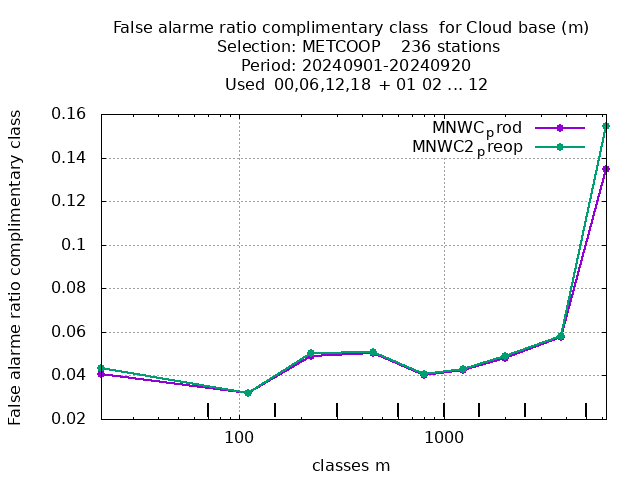 False alarme ratio complimentary class  for Cloud base (m)
Selection: METCOOP    236 stations
Period: 20240901-20240920
Used  00,06,12,18 + 01 02 ... 12
False alarme ratio complimentary class
0.16
0.14
0.12
0.1
0.08
0.06
0.04
0.02
MNWCprod
MNWC2preop
100
1000
classes m